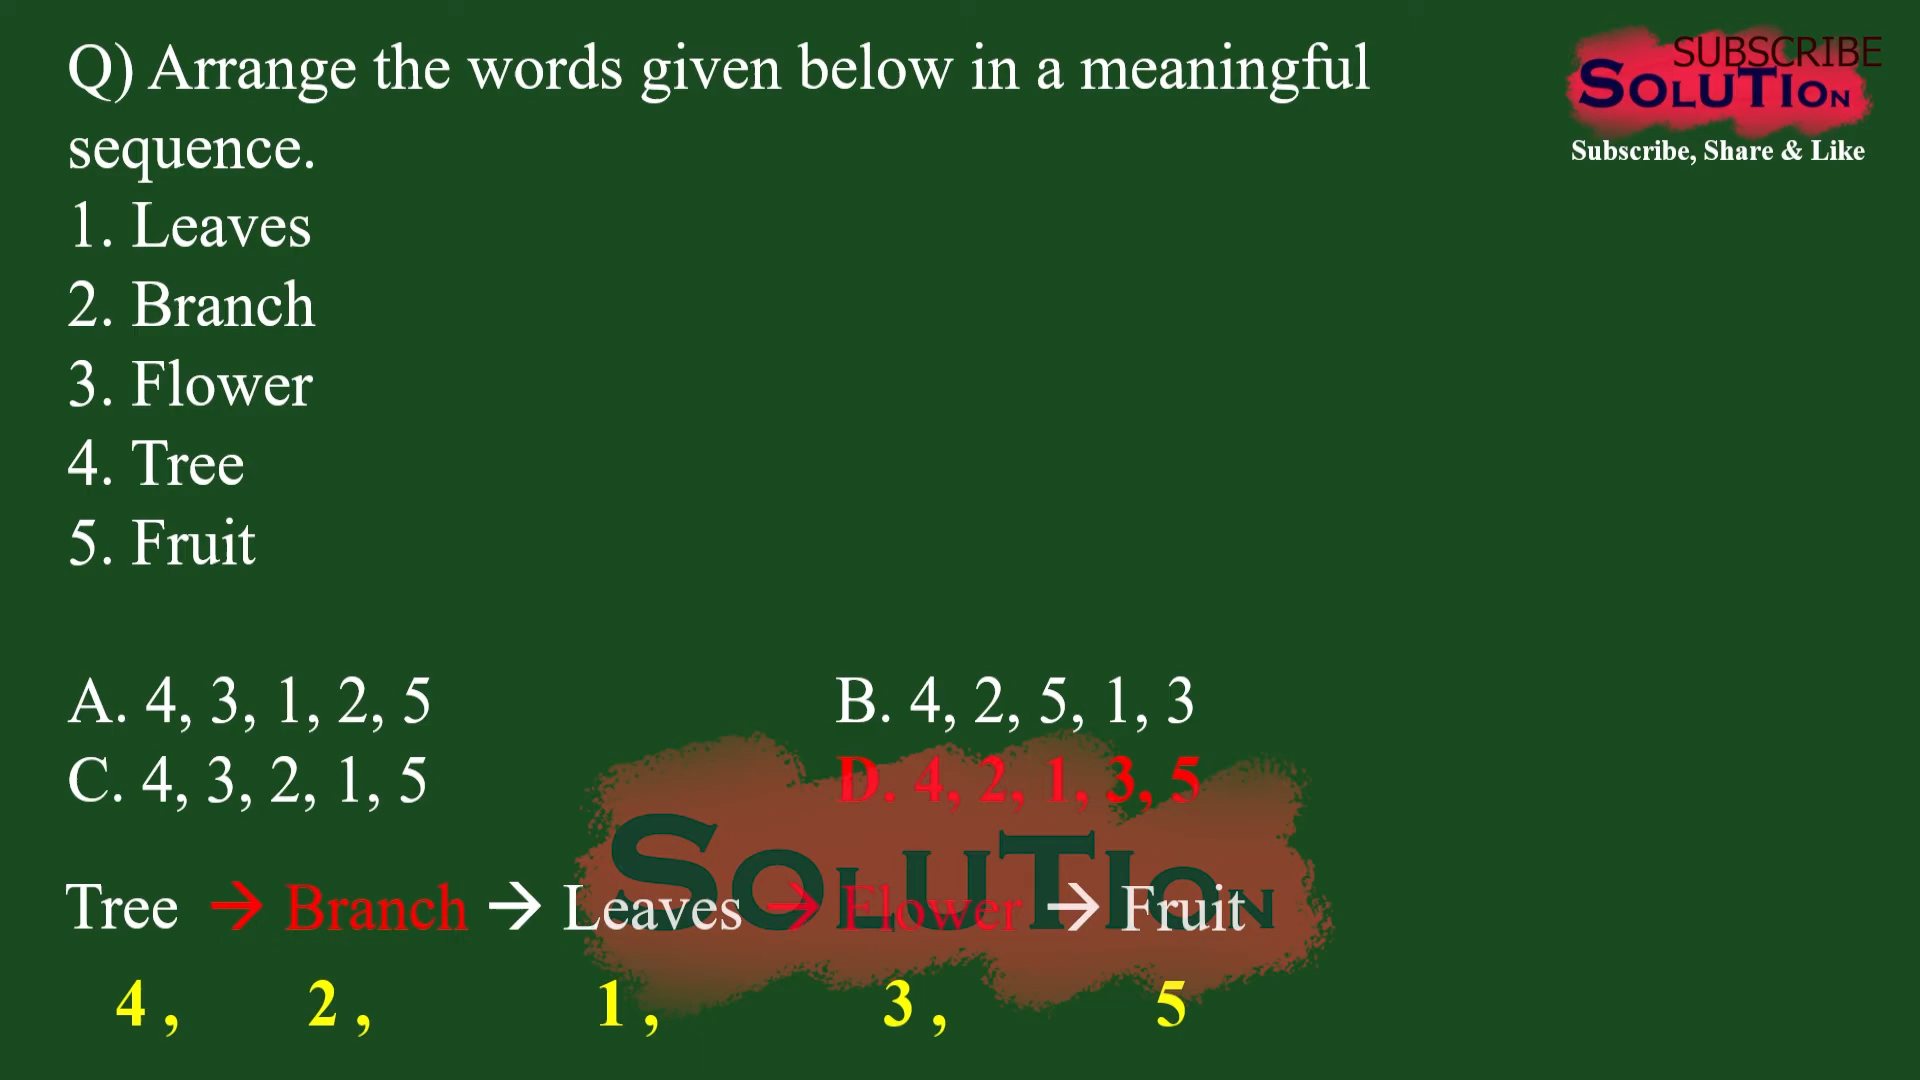 Q) Arrange the words given below in a meaningful
sequence.
1. Leaves
2. Branch
3. Flower
4. Tree
5. Fruit
A. 4, 3, 1, 2, 5
B. 4, 2, 5, 1, 3
C. 4, 3, 2, 1, 5
D. 4, 2, 1, 3, 5
Tree → Branch → Leaves → Flower → Fruit
4 , 2 , 1 , 3 , 5
SUBSCRIBE
SOLUTION
Subscribe, Share & Like
SOLUTION